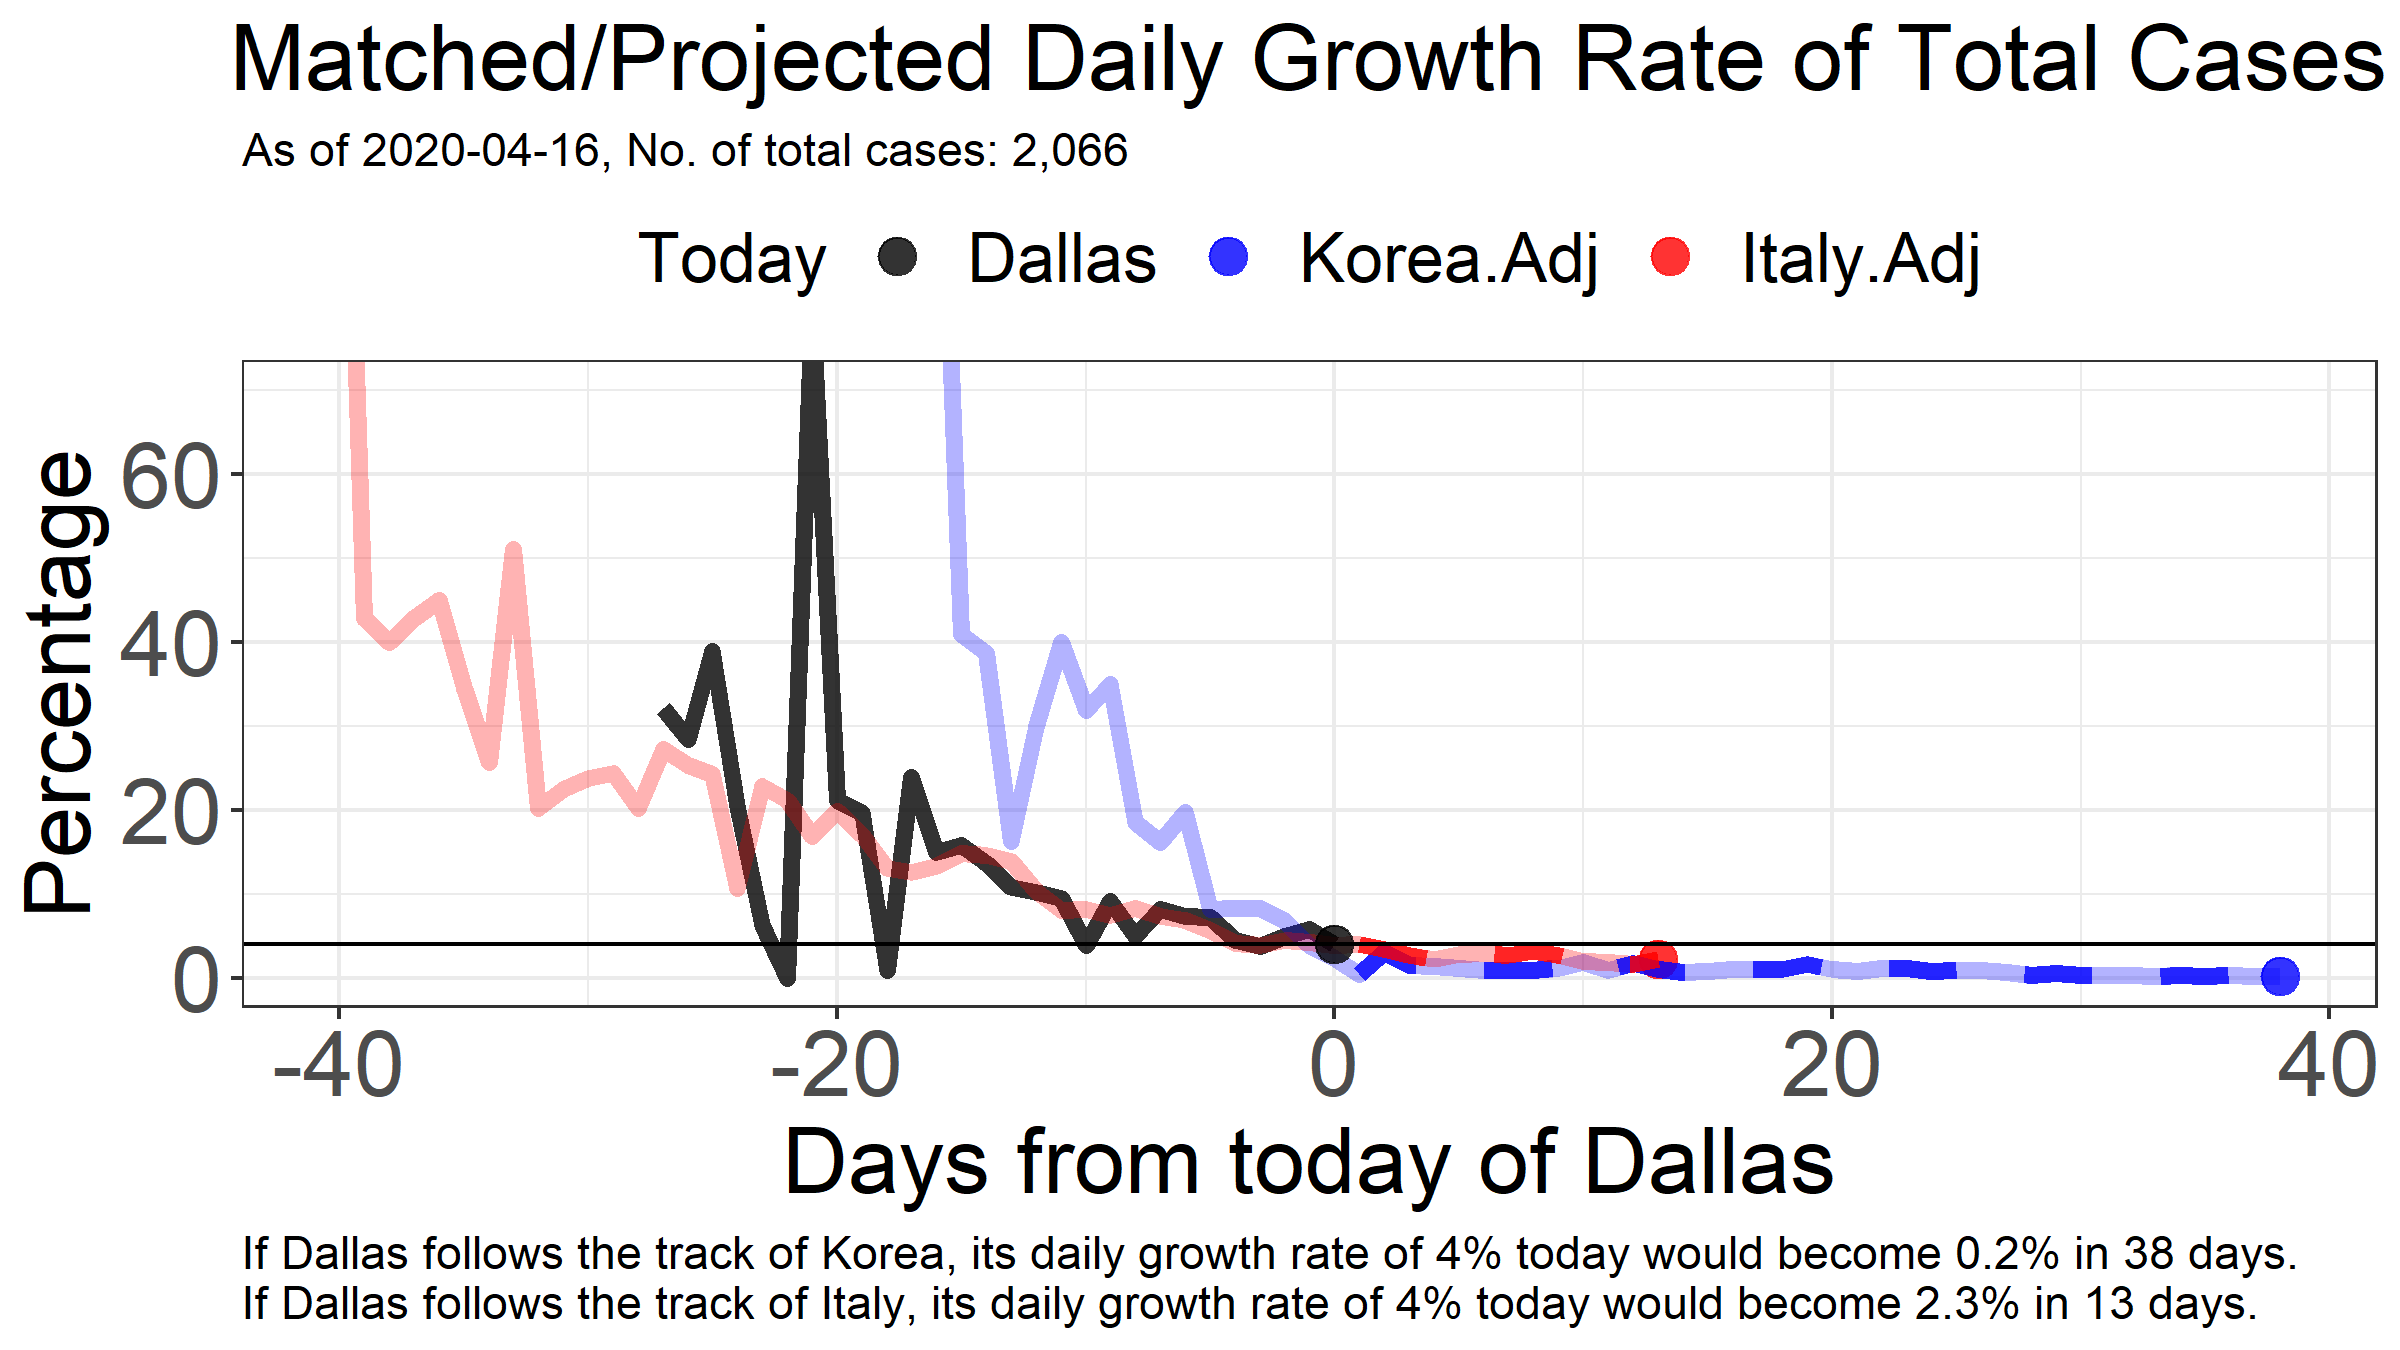 Matched/Projected Daily Growth Rate of Total Cases
As of 2020-04-16, No. of total cases: 2,066
Today Dallas Korea.Adj Italy.Adj
Percentage
60
40
20
0
-40 -20 0 20 40
Days from today of Dallas
If Dallas follows the track of Korea, its daily growth rate of 4% today would become 0.2% in 38 days.
If Dallas follows the track of Italy, its daily growth rate of 4% today would become 2.3% in 13 days.